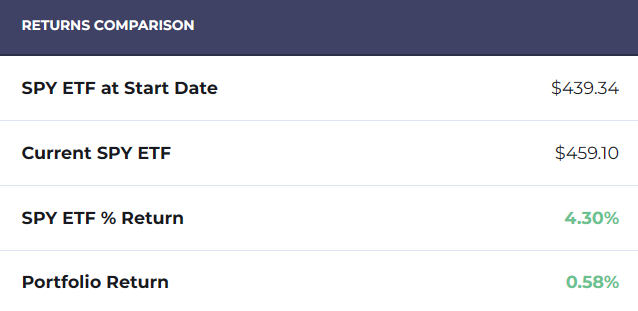 RETURNS COMPARISON
SPY ETF at Start Date $439.34
Current SPY ETF $459.10
SPY ETF % Return 4.30%
Portfolio Return 0.58%